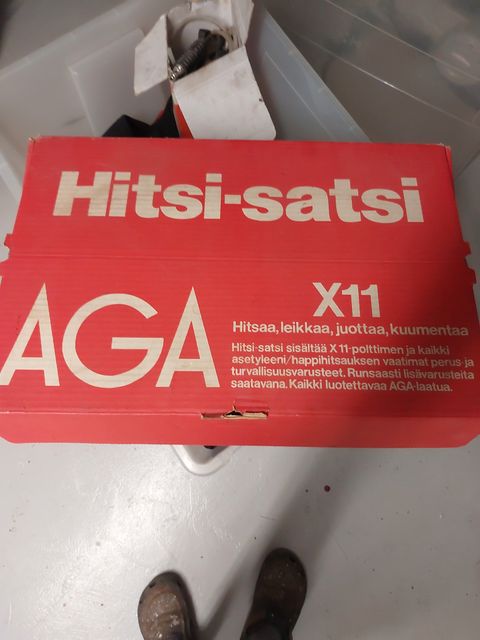 Hitsi-satsi
AGA
X11
Hitsaa, leikkaa, juottaa, kuumentaa
Hitsi-satsi sisältää X 11-polttimen ja kaikki
asetyleeni/happihitsauksen vaatimat perus- ja
turvallisuusvarusteet. Runsaasti lisävarusteita
saatavana. Kaikki luotettavaa AGA-laatua.